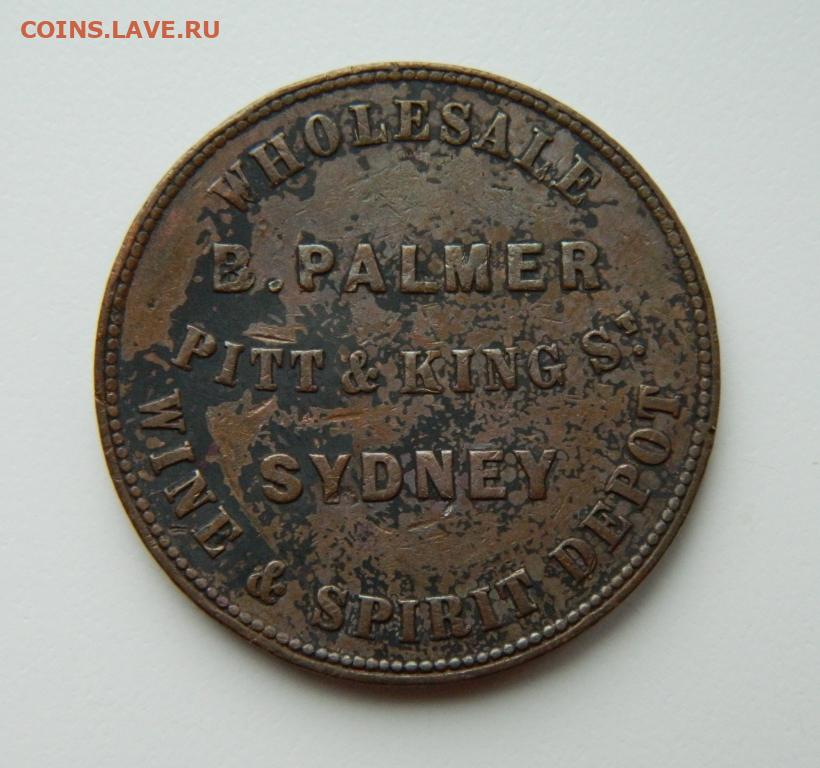 COINS.LAVE.RU
WHOLESALE
B. PALMER
PITT & KING ST
SYDNEY
WINE & SPIRIT DEPOT